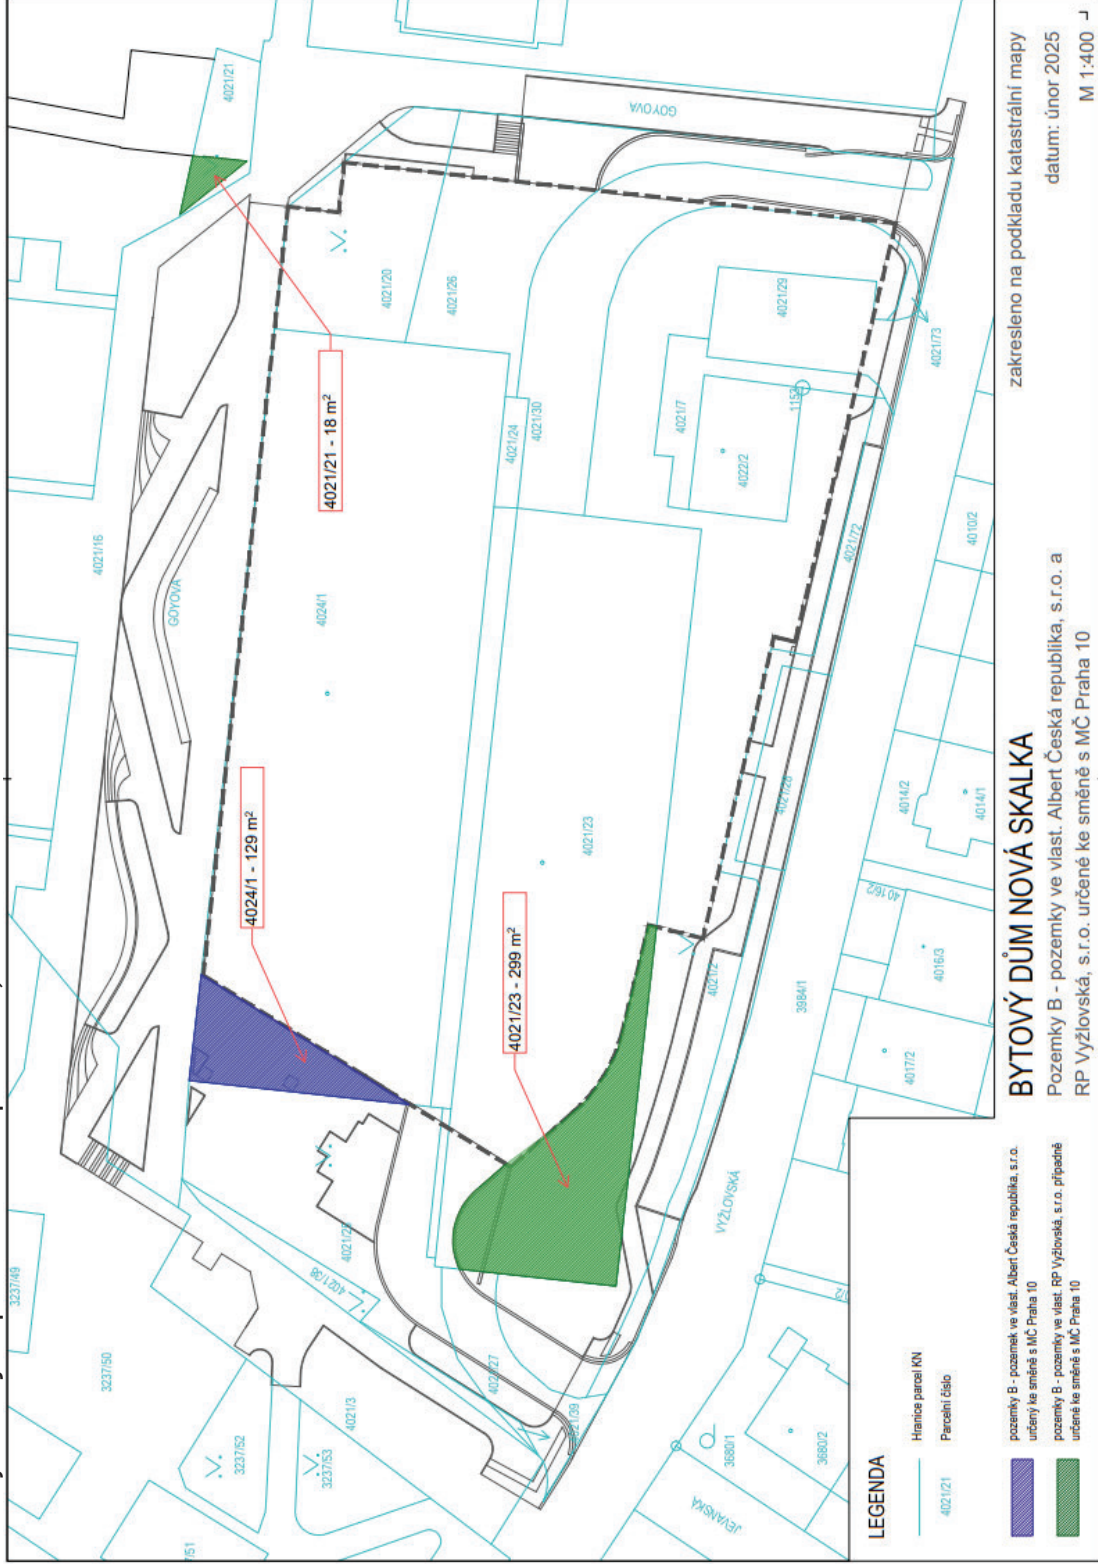 GOYOVA
GOYOVA
VYŽLOVSKÁ
JEVANSKÁ
4021/21
4021/16
4021/20
4021/26
4021/29
4021/73
4021/7
4022/2
1152
4021/24
4021/30
4021/72
4010/2
4024/1
4021/23
4021/28
4014/2
4014/1
4016/2
4016/3
4017/2
3984/1
4021/2
4021/38
4021/27
4021/39
4021/3
3237/49
3237/50
3237/52
3237/53
3680/1
3680/2
4021/21 - 18 m²
4024/1 - 129 m²
4021/23 - 299 m²
LEGENDA
Hranice parcel KN
4021/21
Parcelní číslo
pozemky B - pozemek ve vlast. Albert Česká republika, s.r.o.
určený ke směně s MČ Praha 10
pozemky B - pozemky ve vlast. RP Vyžlovská, s.r.o. případně
určené ke směně s MČ Praha 10
BYTOVÝ DŮM NOVÁ SKALKA
Pozemky B - pozemky ve vlast. Albert Česká republika, s.r.o. a
RP Vyžlovská, s.r.o. určené ke směně s MČ Praha 10
zakresleno na podkladu katastrální mapy
datum: únor 2025
M 1:400